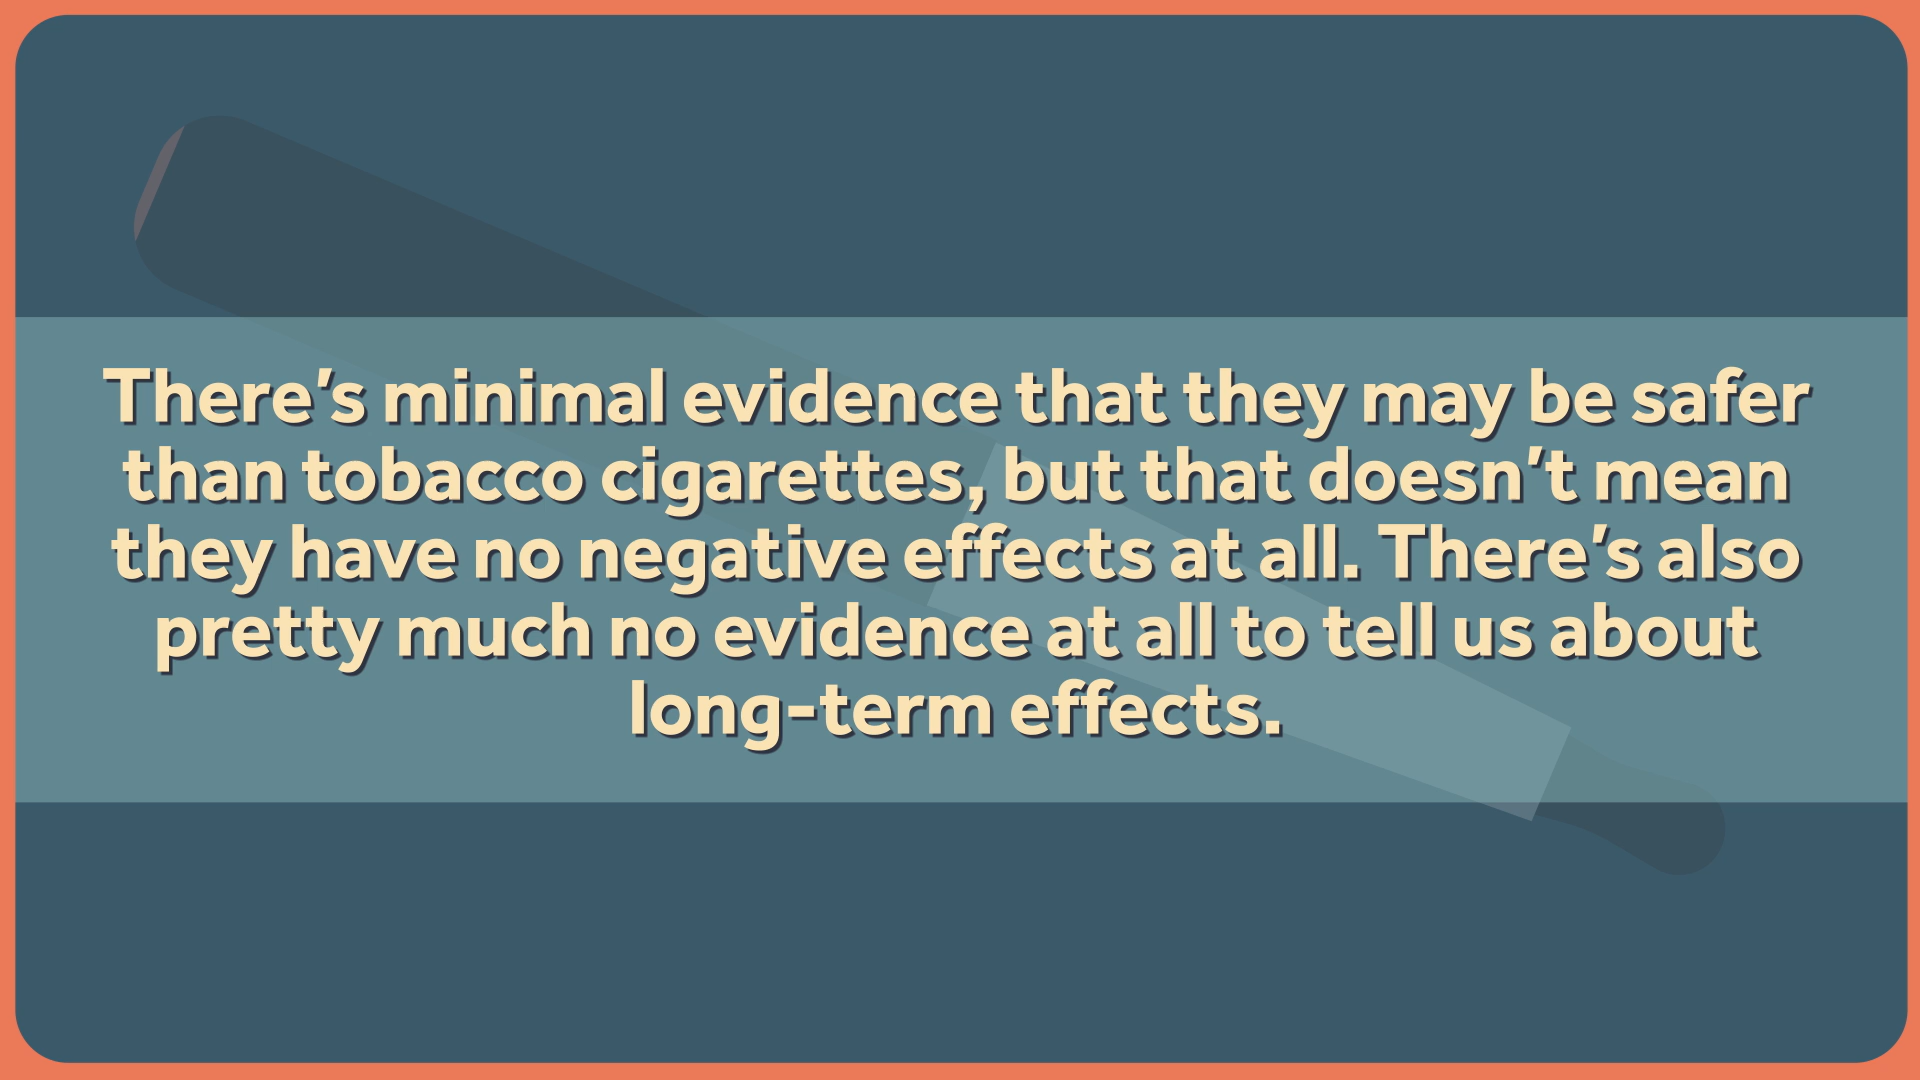 There's minimal evidence that they may be safer
than tobacco cigarettes, but that doesn't mean
they have no negative effects at all. There's also
pretty much no evidence at all to tell us about
long-term effects.